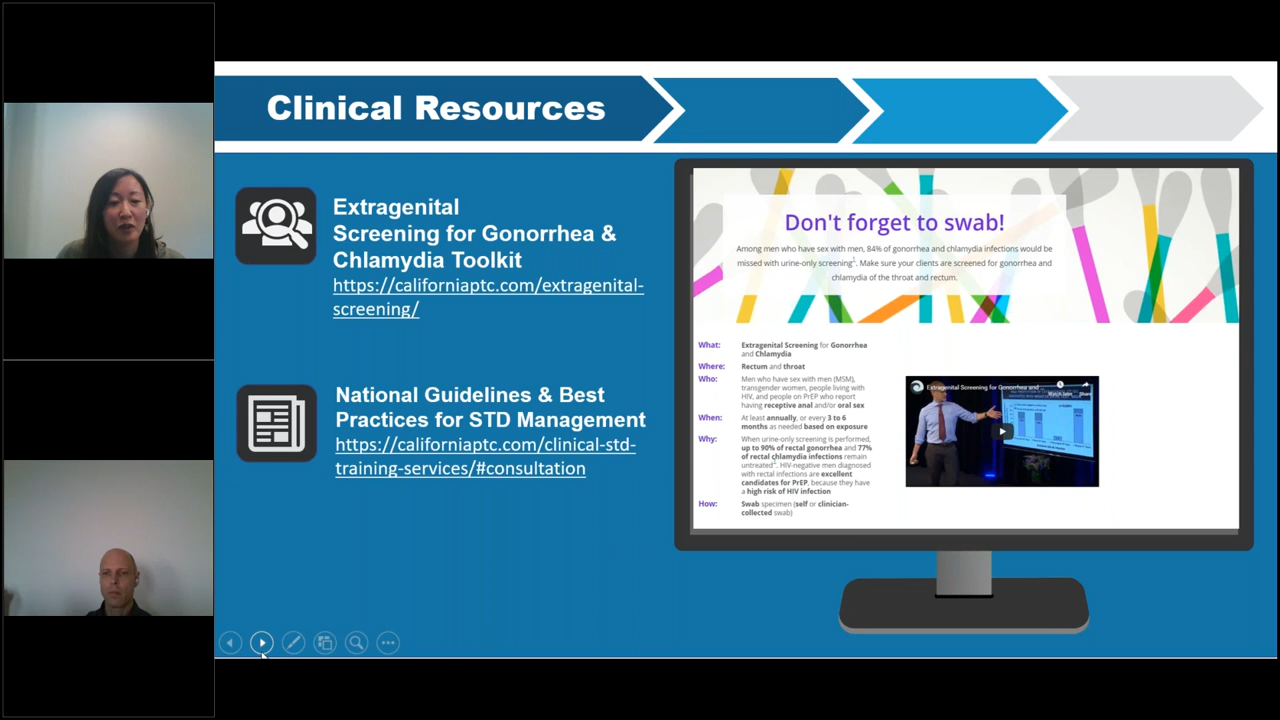 Clinical Resources
Extragenital
Screening for Gonorrhea &
Chlamydia Toolkit
https://californiaptc.com/extragenital-
screening/
National Guidelines & Best
Practices for STD Management
https://californiaptc.com/clinical-std-
training-services/#consultation
Don't forget to swab!
Among men who have sex with men, 84% of gonorrhea and chlamydia infections would be
missed with urine-only screening¹. Make sure your clients are screened for gonorrhea and
chlamydia of the throat and rectum.
What: Extragenital Screening for Gonorrhea
and Chlamydia
Where: Rectum and throat
Who: Men who have sex with men (MSM),
transgender women, people living with
HIV, and people on PrEP who report
having receptive anal and/or oral sex
When: At least annually, or every 3 to 6
months as needed based on exposure
Why: When urine-only screening is performed,
up to 90% of rectal gonorrhea and 77%
of rectal chlamydia infections remain
untreated. HIV-negative men diagnosed
with rectal infections are excellent
candidates for PrEP, because they have
a high risk of HIV infection
How: Swab specimen (self or clinician-
collected swab)
Extragenital Screening for Gonorrhea and ...
Watch later Share